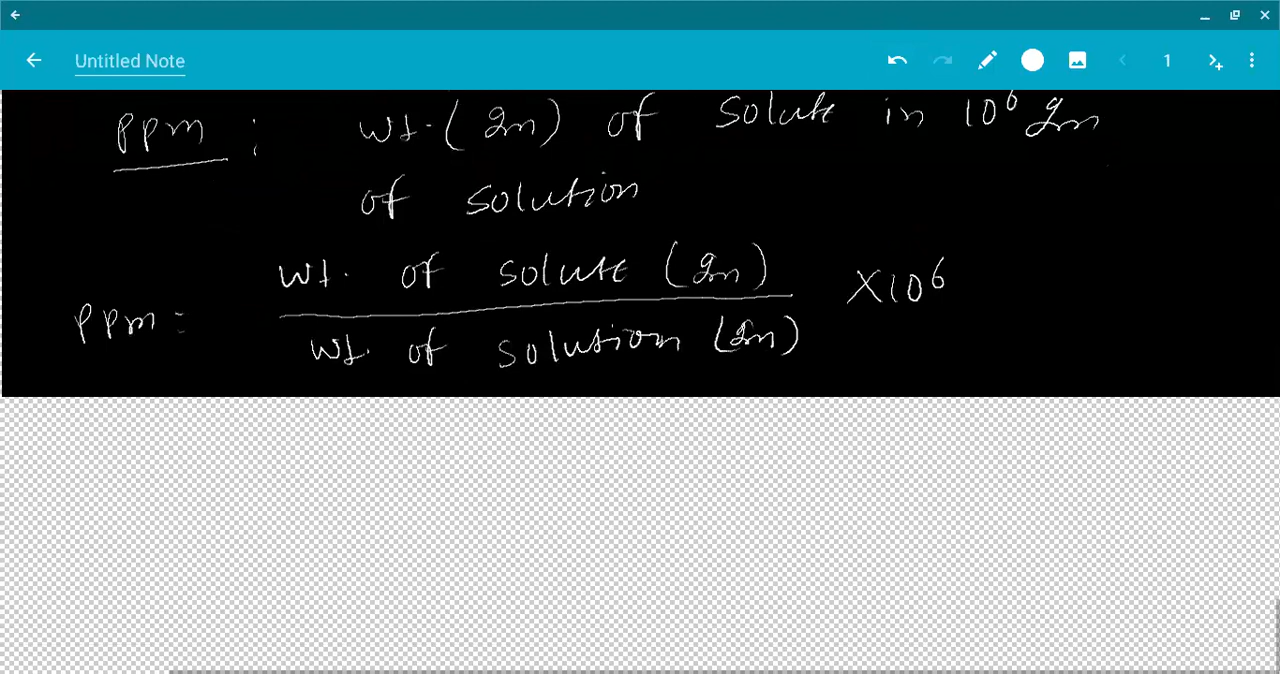 Untitled Note
1
ppm : wt. (gm) of solute in 10⁶ gm
of solution
wt. of solute (gm)
ppm = ×10⁶
wt. of solution (gm)